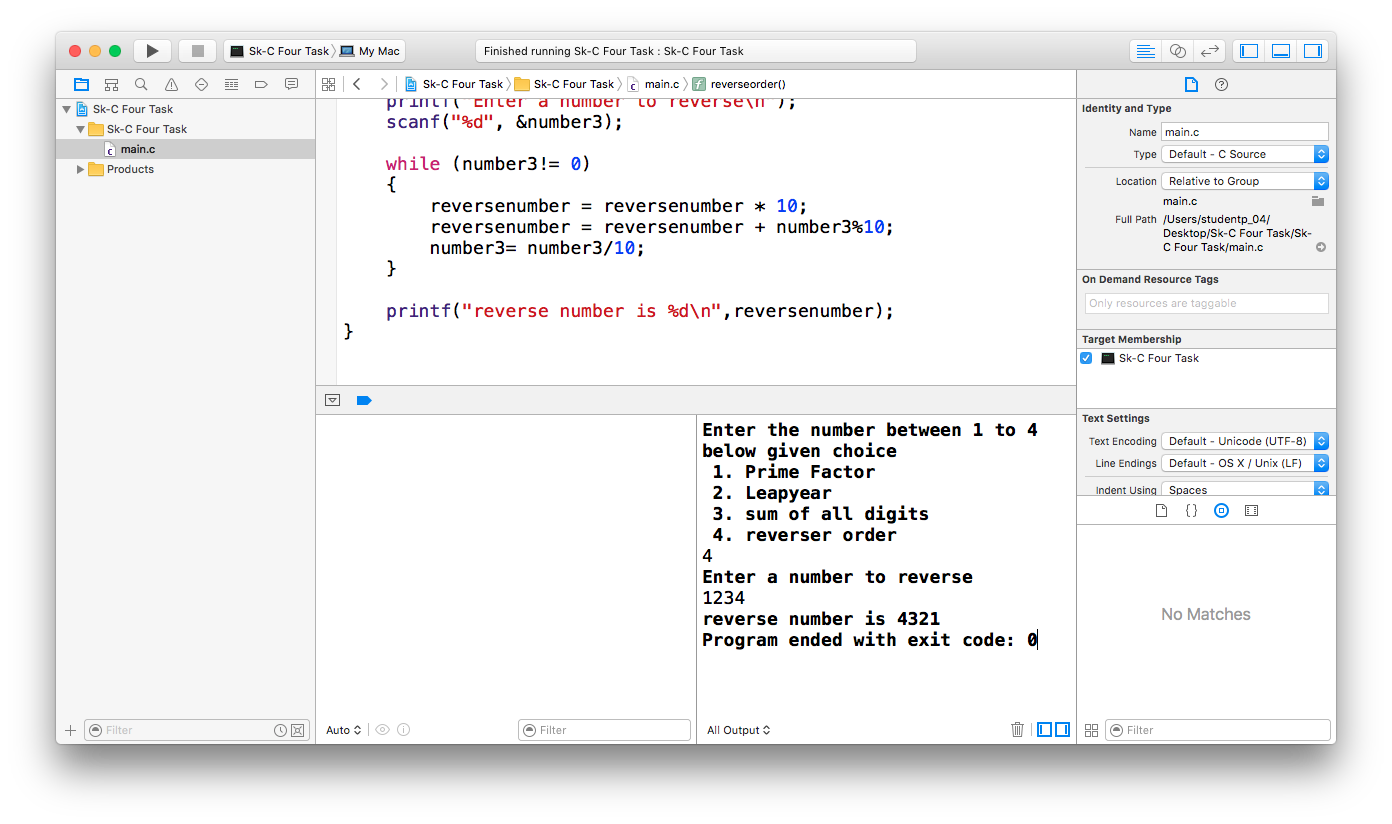 Sk-C Four Task My Mac Finished running Sk-C Four Task : Sk-C Four Task
Sk-C Four Task
Sk-C Four Task
main.c
Products
Filter
Sk-C Four Task Sk-C Four Task main.c reverseorder()
printf("Enter a number to reverse\n");
scanf("%d", &number3);
while (number3!= 0)
{
reversenumber = reversenumber * 10;
reversenumber = reversenumber + number3%10;
number3= number3/10;
}
printf("reverse number is %d\n",reversenumber);
}
Auto Filter
Enter the number between 1 to 4
below given choice
1. Prime Factor
2. Leapyear
3. sum of all digits
4. reverser order
4
Enter a number to reverse
1234
reverse number is 4321
Program ended with exit code: 0
All Output
Identity and Type
Name main.c
Type Default - C Source
Location Relative to Group
main.c
Full Path /Users/studentp_04/
Desktop/Sk-C Four Task/Sk-
C Four Task/main.c
On Demand Resource Tags
Only resources are taggable
Target Membership
Sk-C Four Task
Text Settings
Text Encoding Default - Unicode (UTF-8)
Line Endings Default - OS X / Unix (LF)
Indent Using Spaces
No Matches
Filter